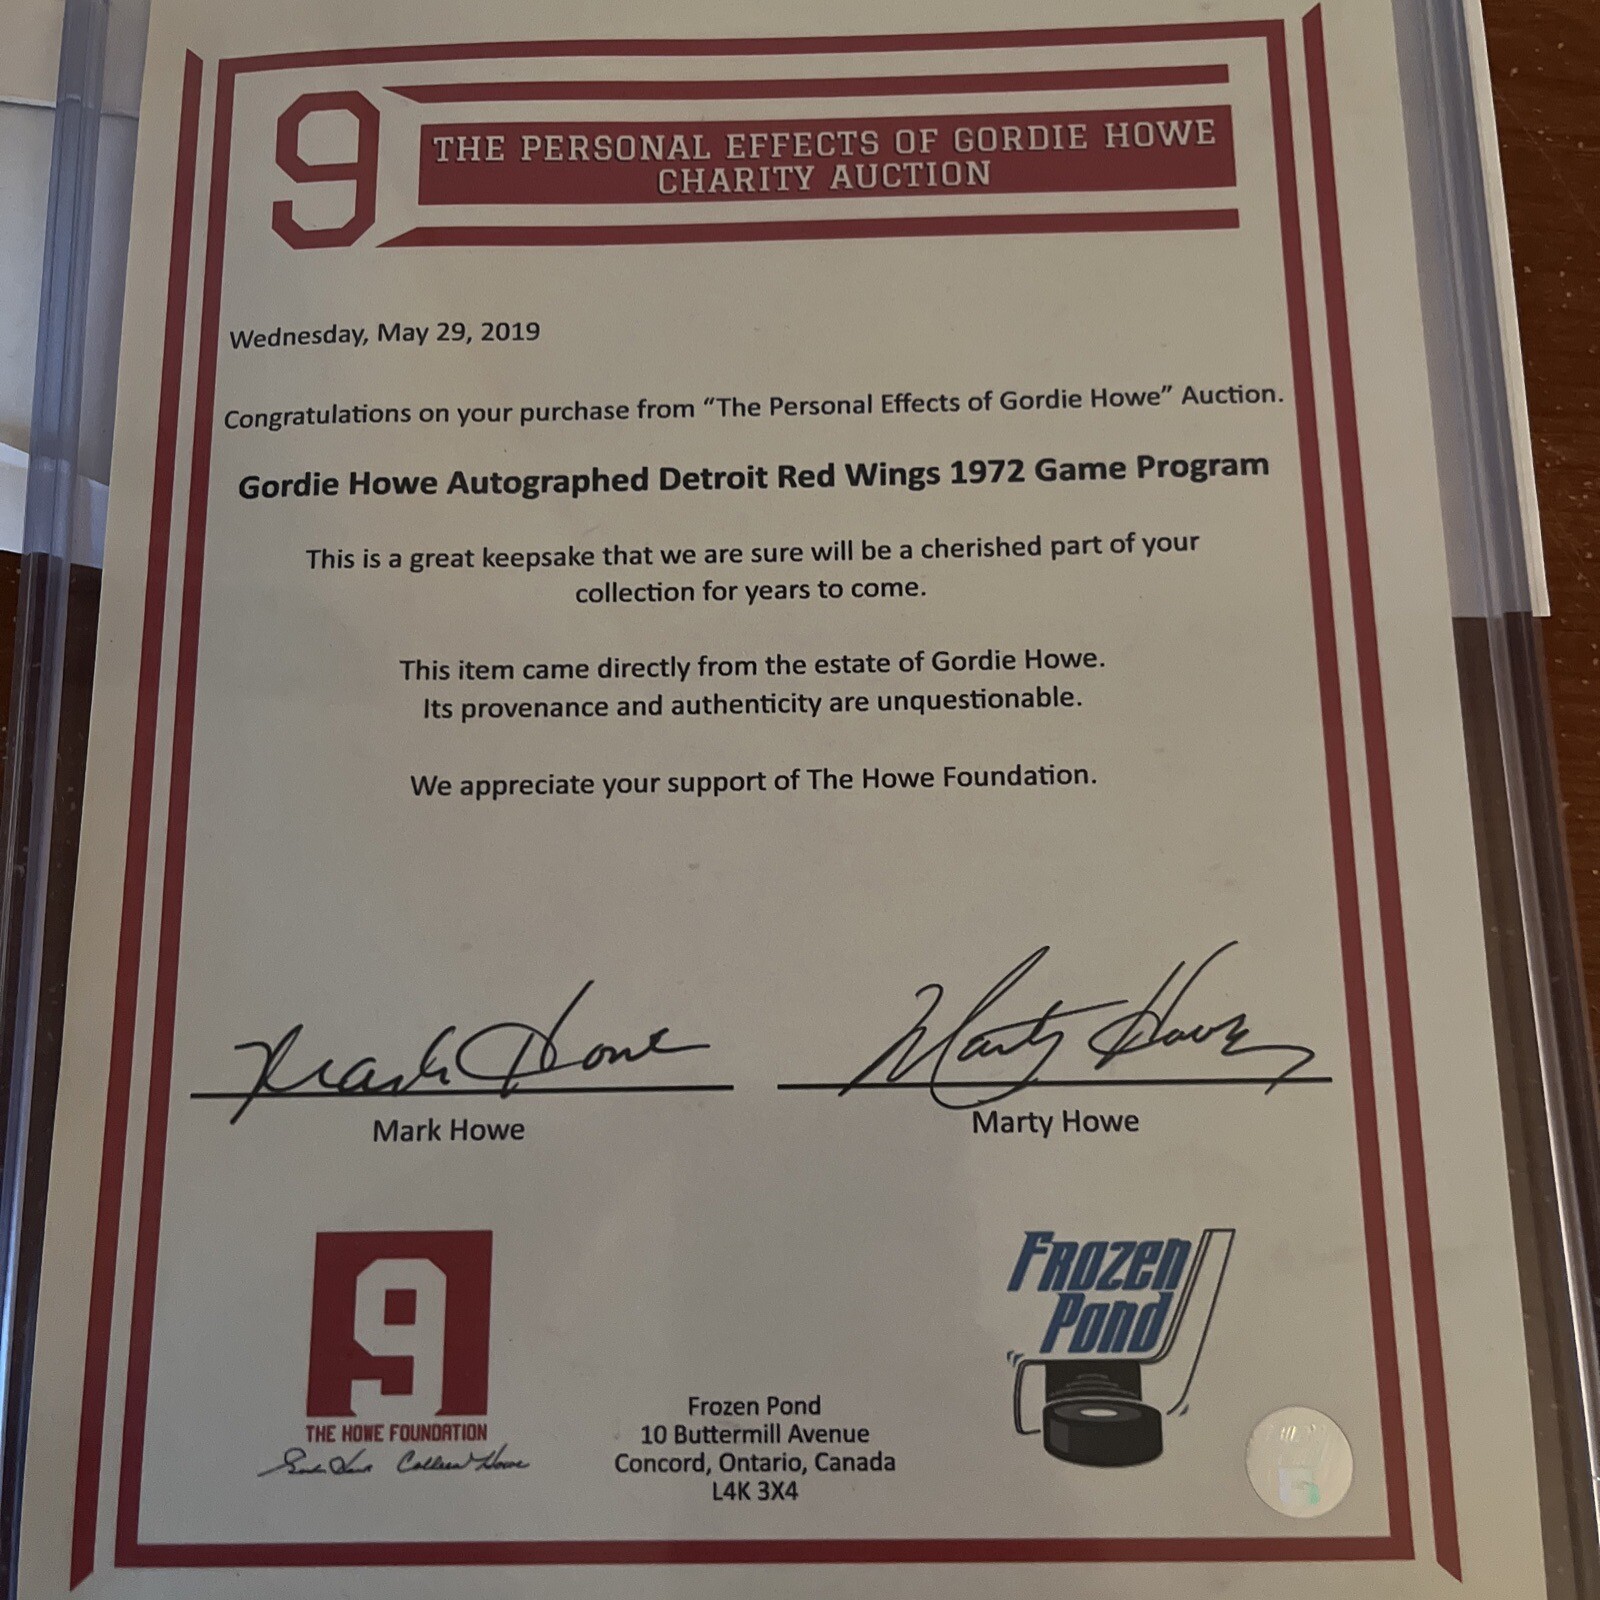 9
THE PERSONAL EFFECTS OF GORDIE HOWE
CHARITY AUCTION
Wednesday, May 29, 2019
Congratulations on your purchase from “The Personal Effects of Gordie Howe” Auction.
Gordie Howe Autographed Detroit Red Wings 1972 Game Program
This is a great keepsake that we are sure will be a cherished part of your
collection for years to come.
This item came directly from the estate of Gordie Howe.
Its provenance and authenticity are unquestionable.
We appreciate your support of The Howe Foundation.
Mark Howe
Marty Howe
Mark Howe
Marty Howe
9
THE HOWE FOUNDATION
Gordie Howe Colleen Howe
Frozen Pond
10 Buttermill Avenue
Concord, Ontario, Canada
L4K 3X4
FROZEN
POND